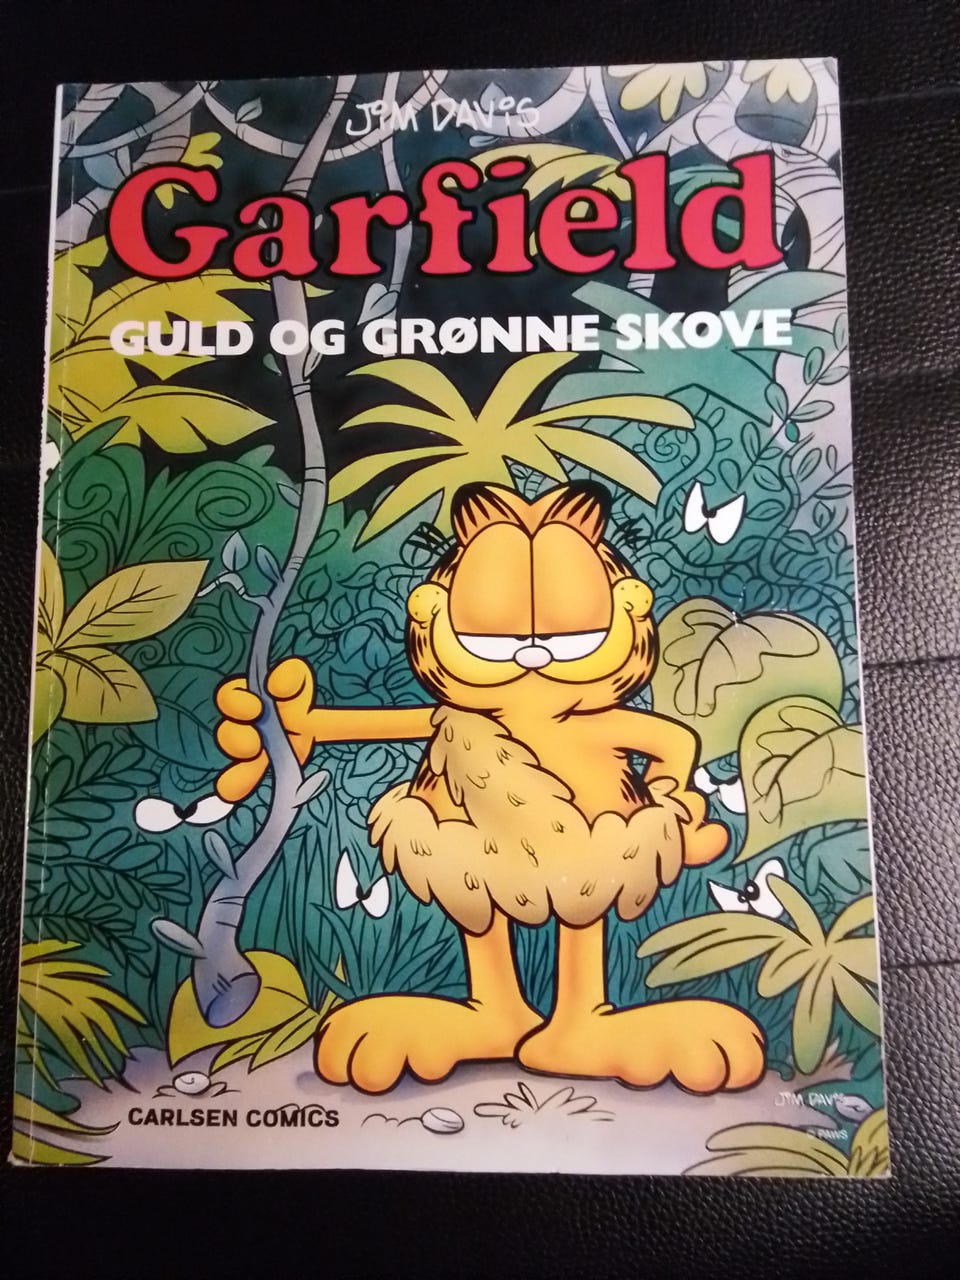 JiM DAViS
Garfield
GULD OG GRØNNE SKOVE
CARLSEN COMICS
JiM DAViS
© PAWS